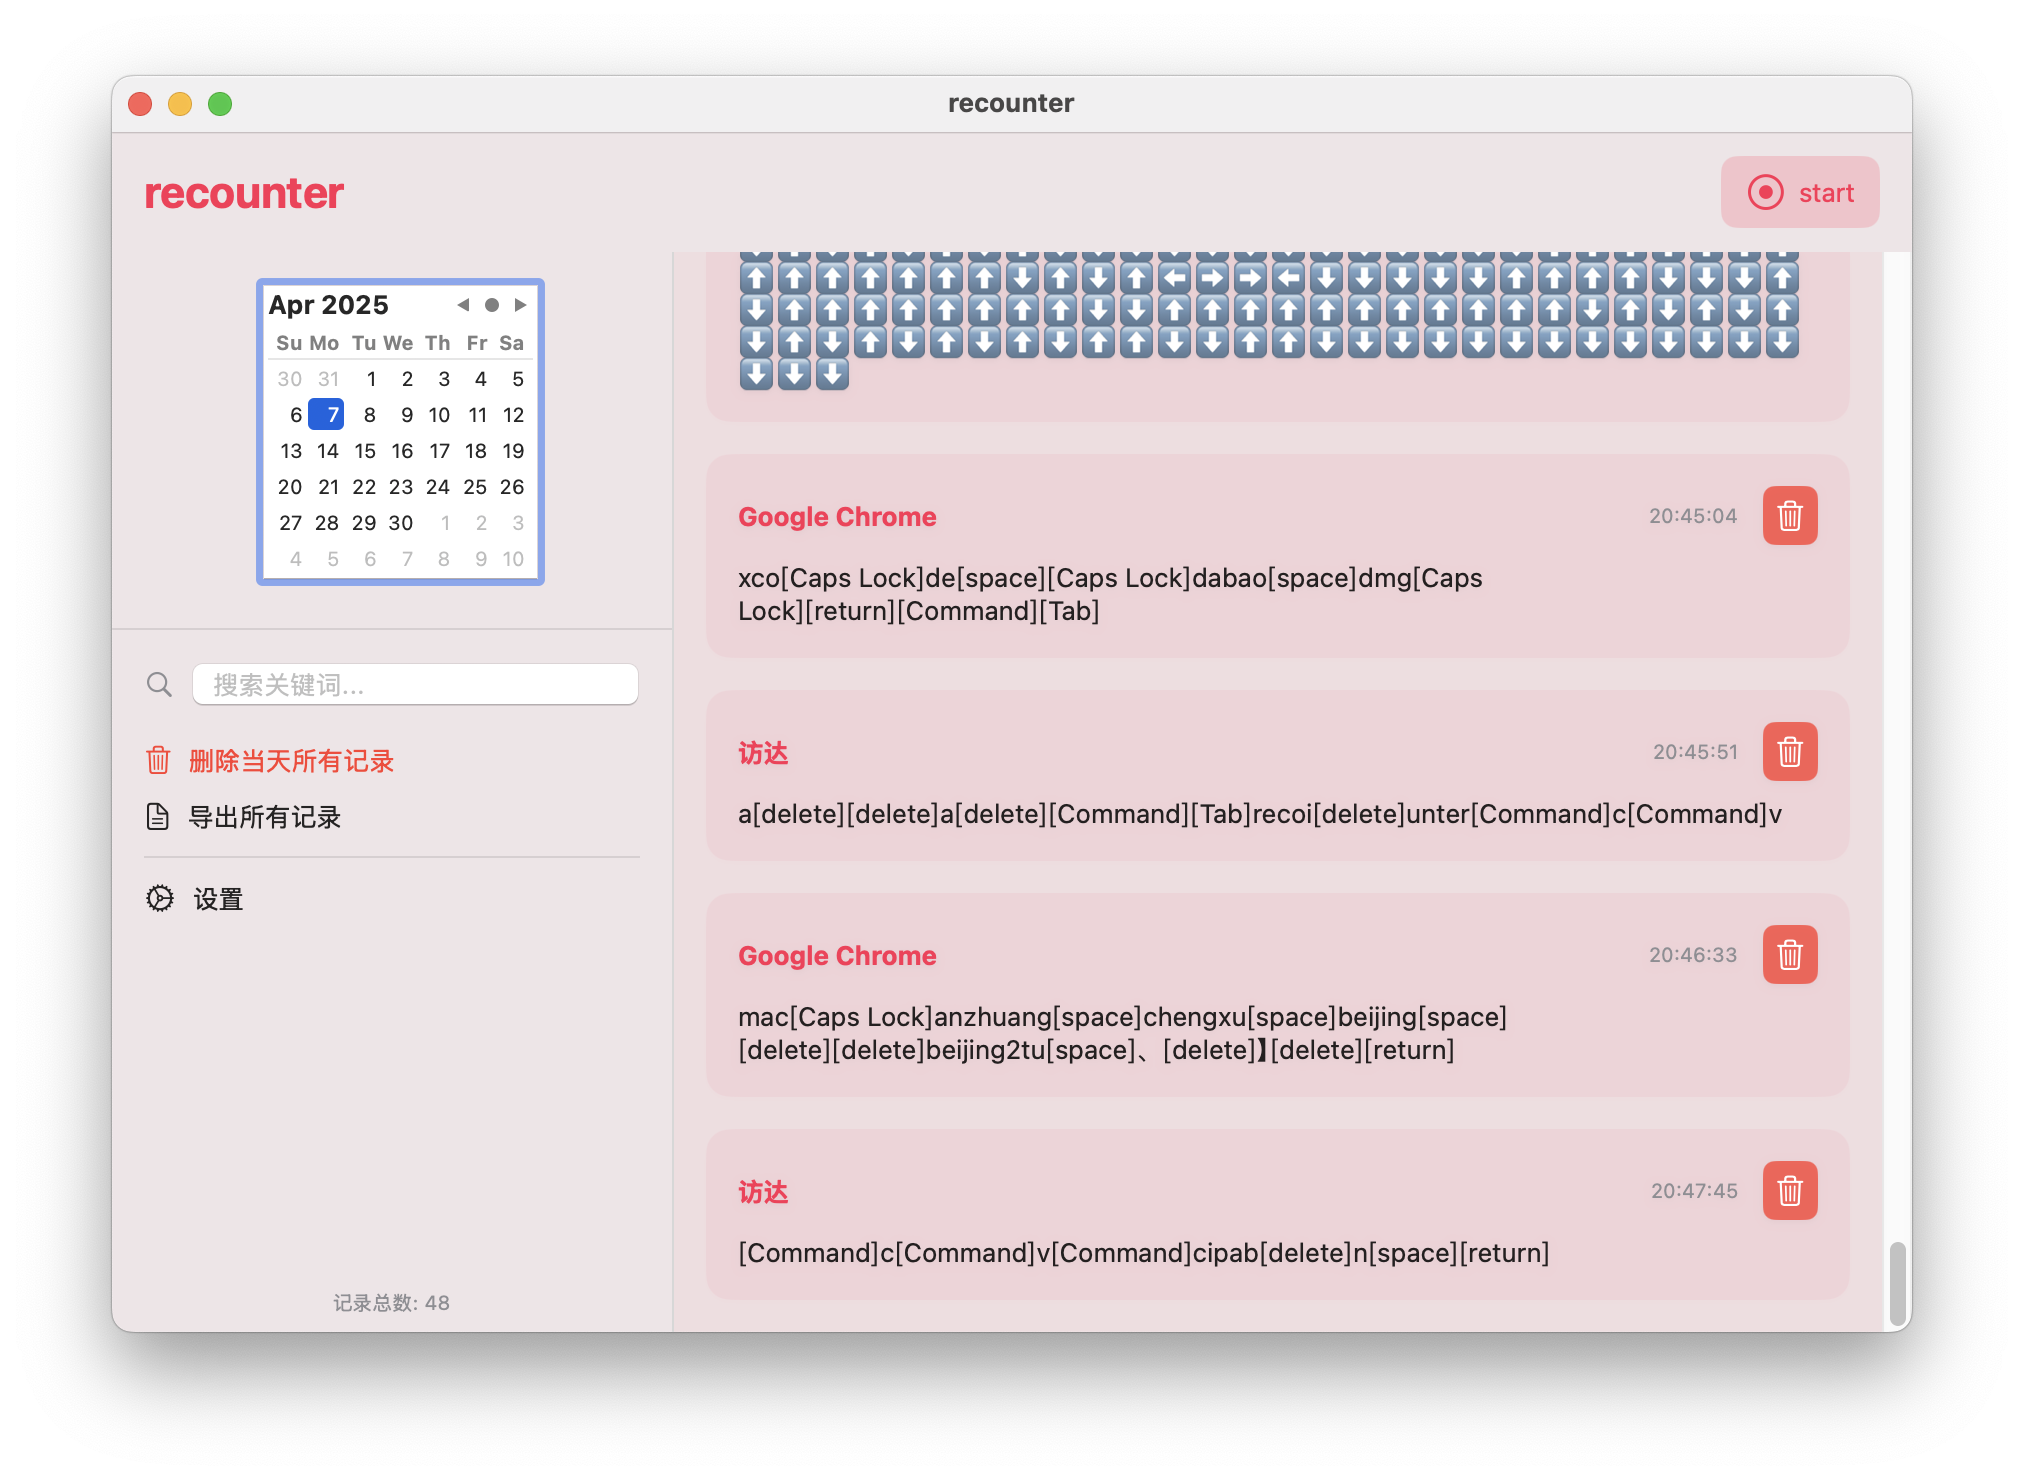 recounter
recounter
start
Apr 2025
Su Mo Tu We Th Fr Sa
30 31 1 2 3 4 5
6 7 8 9 10 11 12
13 14 15 16 17 18 19
20 21 22 23 24 25 26
27 28 29 30 1 2 3
4 5 6 7 8 9 10
搜索关键词...
删除当天所有记录
导出所有记录
设置
记录总数: 48
⬆️⬆️⬆️⬆️⬆️⬆️⬆️⬇️⬆️⬇️⬆️⬅️➡️➡️⬅️⬇️⬇️⬇️⬇️⬇️⬆️⬆️⬆️⬆️⬇️⬇️⬇️⬆️
⬇️⬆️⬆️⬆️⬆️⬆️⬆️⬆️⬆️⬇️⬇️⬆️⬆️⬆️⬆️⬆️⬆️⬆️⬆️⬆️⬆️⬆️⬇️⬆️⬇️⬆️⬇️⬆️
⬇️⬆️⬇️⬆️⬇️⬆️⬇️⬆️⬇️⬆️⬆️⬇️⬇️⬆️⬆️⬇️⬇️⬇️⬇️⬇️⬇️⬇️⬇️⬇️⬇️⬇️⬇️⬇️
⬇️⬇️⬇️
Google Chrome 20:45:04
xco[Caps Lock]de[space][Caps Lock]dabao[space]dmg[Caps
Lock][return][Command][Tab]
访达 20:45:51
a[delete][delete]a[delete][Command][Tab]recoi[delete]unter[Command]c[Command]v
Google Chrome 20:46:33
mac[Caps Lock]anzhuang[space]chengxu[space]beijing[space]
[delete][delete]beijing2tu[space]、[delete]】[delete][return]
访达 20:47:45
[Command]c[Command]v[Command]cipab[delete]n[space][return]